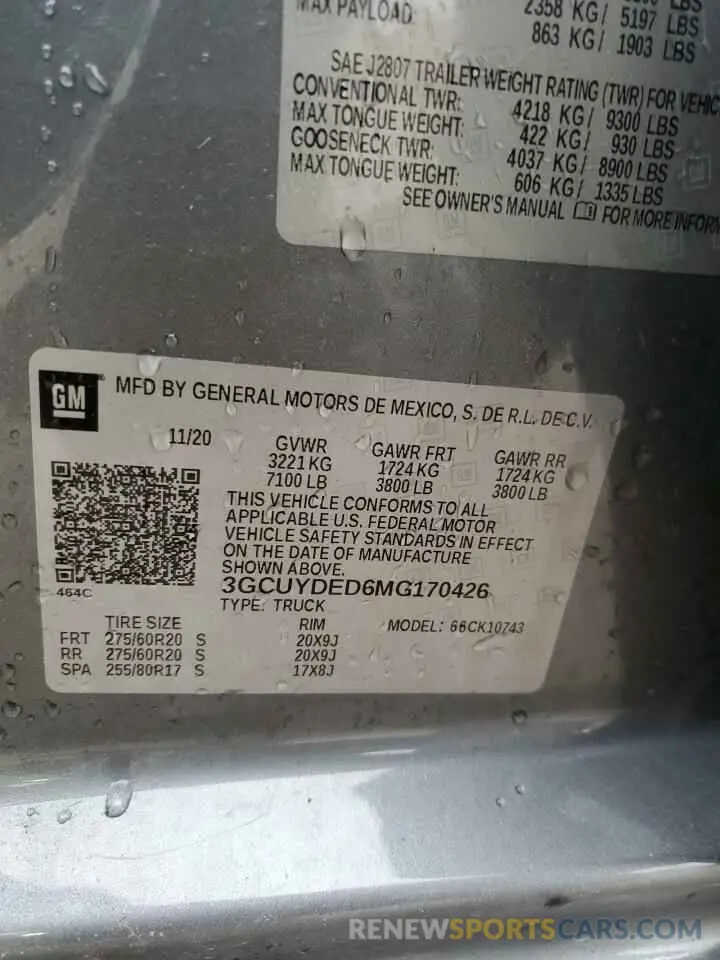 MAX PAYLOAD
2358 KG/ 5197 LBS
863 KG/ 1903 LBS
SAE J2807 TRAILER WEIGHT RATING (TWR) FOR VEHIC
CONVENTIONAL TWR: 4218 KG/ 9300 LBS
MAX TONGUE WEIGHT: 422 KG/ 930 LBS
GOOSENECK TWR: 4037 KG/ 8900 LBS
MAX TONGUE WEIGHT: 606 KG/ 1335 LBS
SEE OWNER'S MANUAL FOR MORE INFORM
GM MFD BY GENERAL MOTORS DE MEXICO, S. DE R.L. DE C.V.
11/20 GVWR GAWR FRT GAWR RR
3221 KG 1724 KG 1724 KG
7100 LB 3800 LB 3800 LB
THIS VEHICLE CONFORMS TO ALL
APPLICABLE U.S. FEDERAL MOTOR
VEHICLE SAFETY STANDARDS IN EFFECT
ON THE DATE OF MANUFACTURE
SHOWN ABOVE.
464C 3GCUYDED6MG170426
TYPE: TRUCK
TIRE SIZE RIM MODEL: 66CK10743
FRT 275/60R20 S 20X9J
RR 275/60R20 S 20X9J
SPA 255/80R17 S 17X8J
RENEWSPORTSCARS.COM